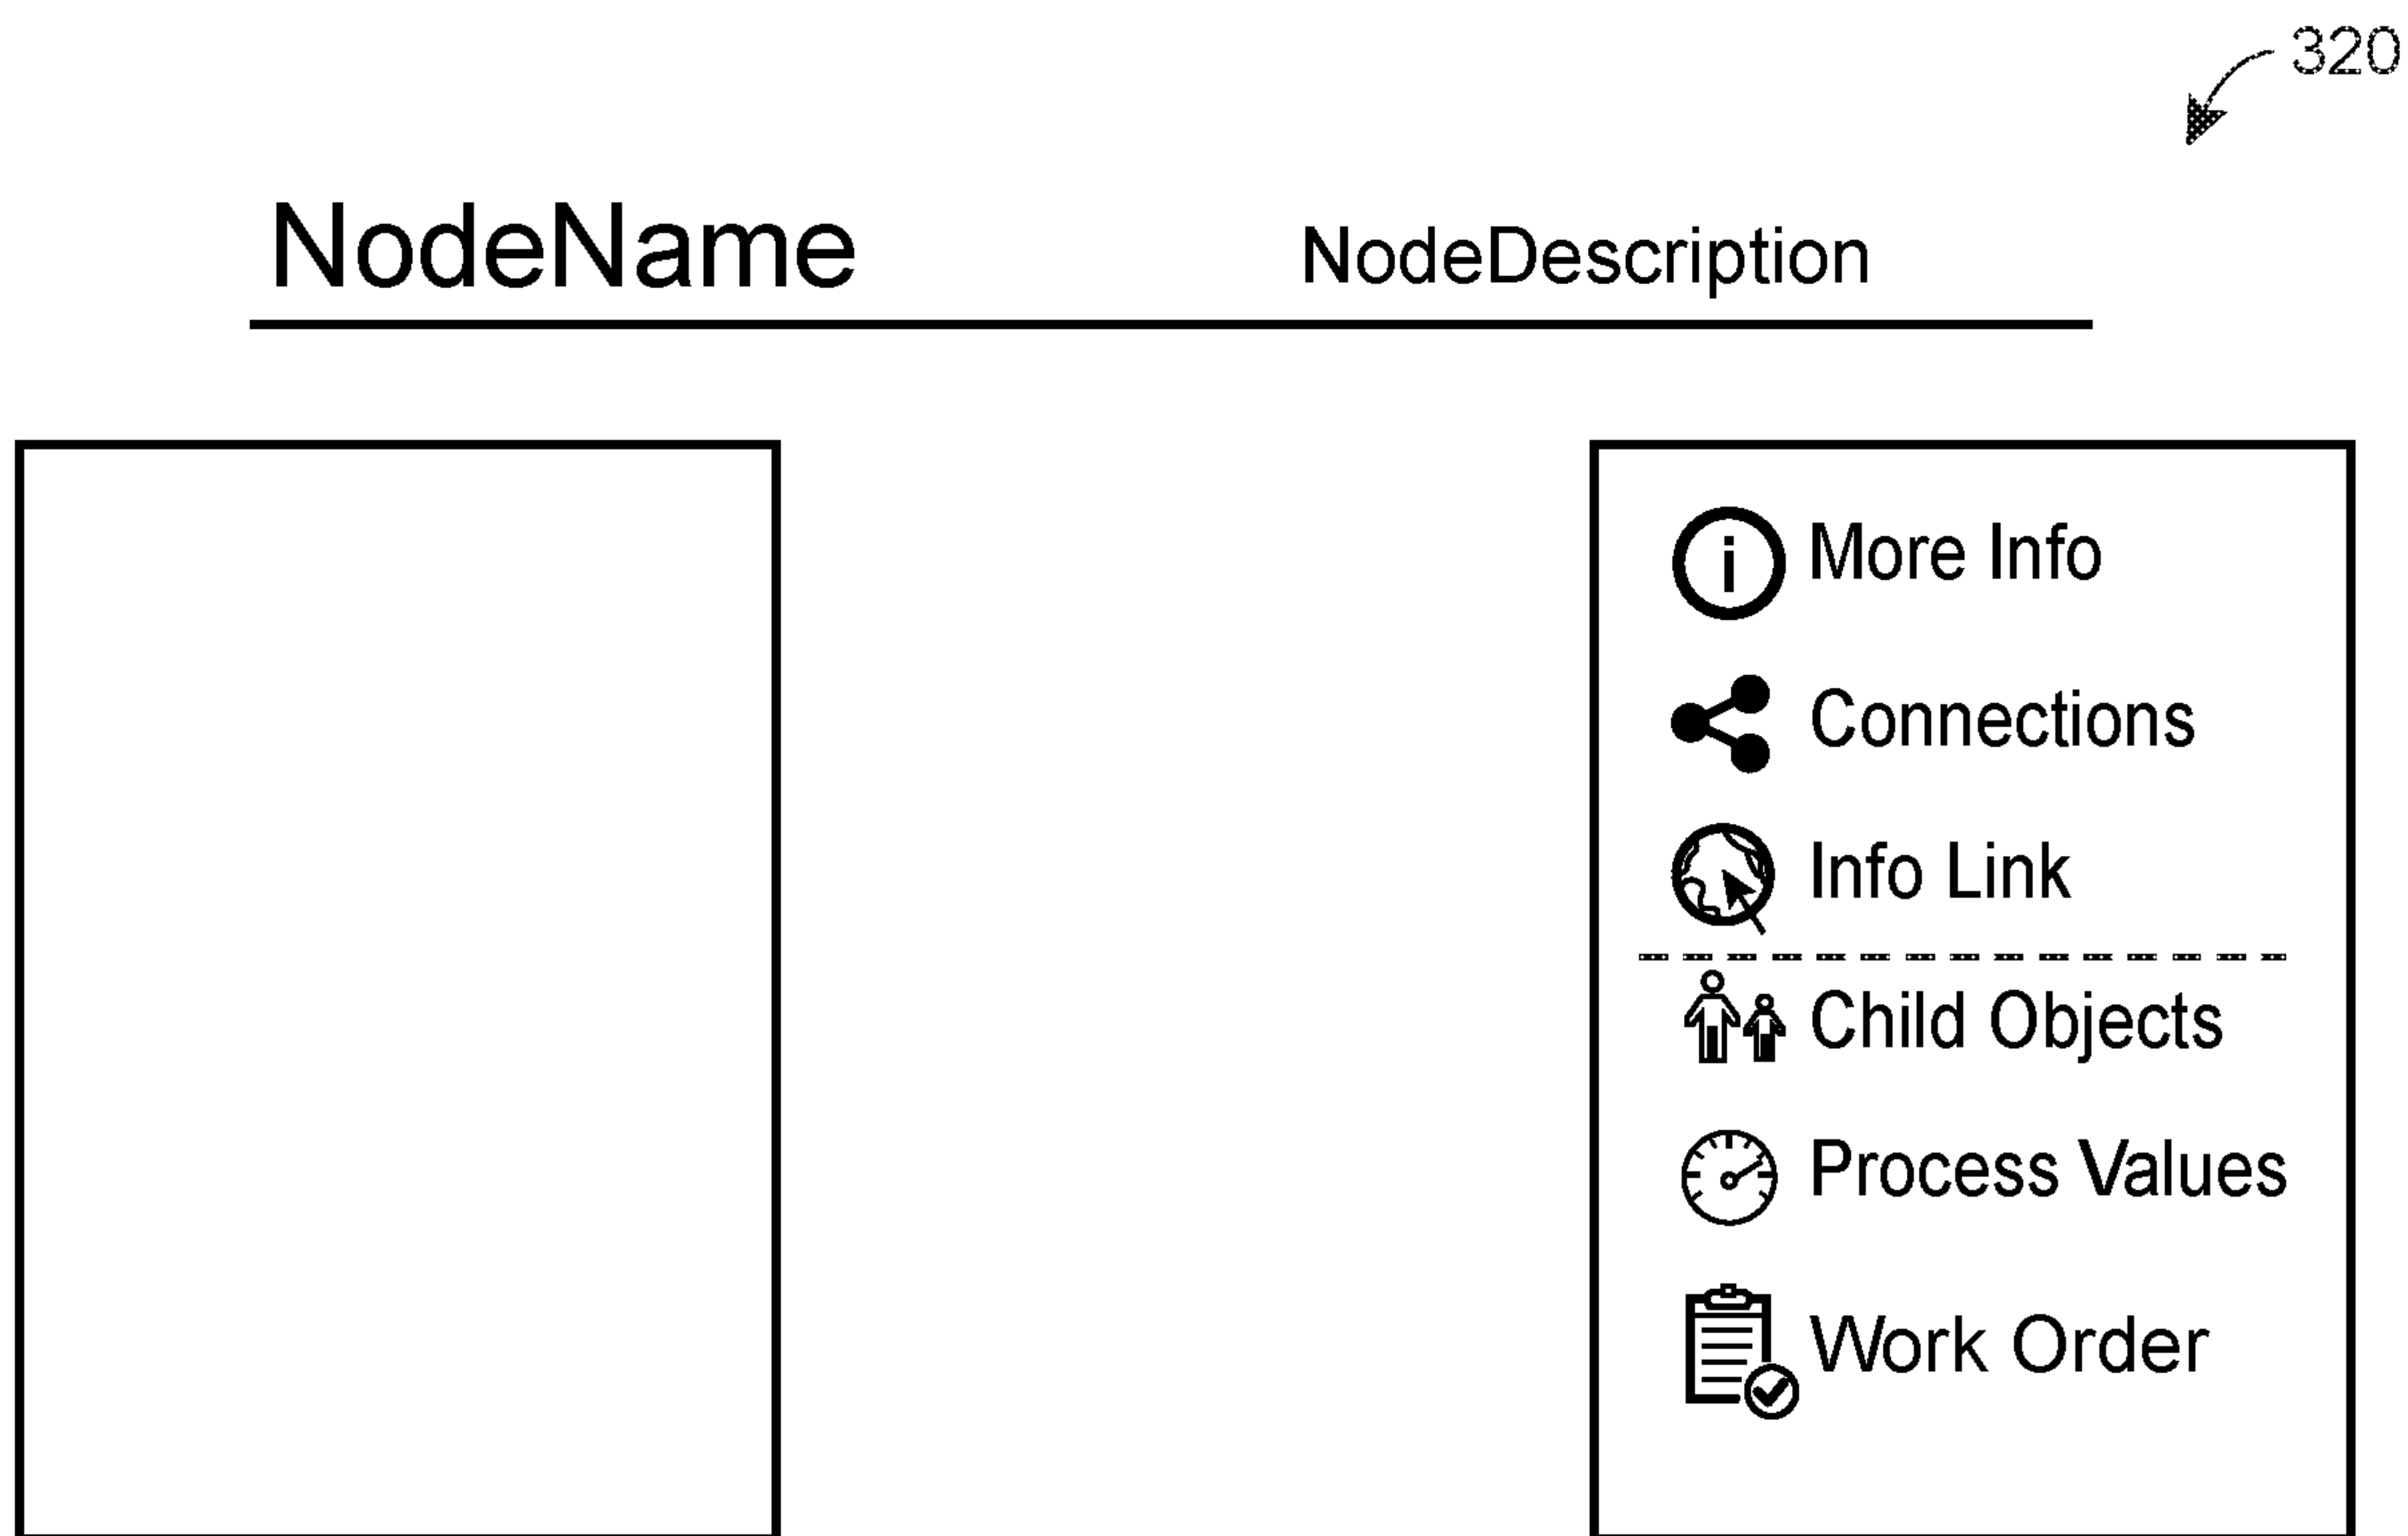 320
NodeName NodeDescription
i More Info
Connections
Info Link
Child Objects
Process Values
Work Order